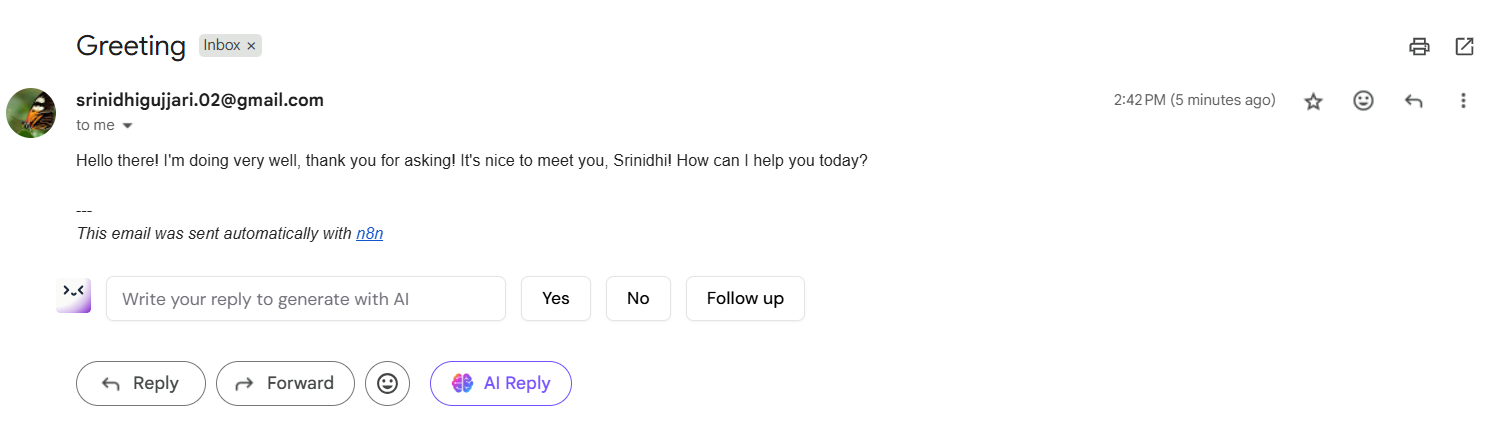 Greeting Inbox ×
srinidhigujjari.02@gmail.com 2:42 PM (5 minutes ago)
to me
Hello there! I'm doing very well, thank you for asking! It's nice to meet you, Srinidhi! How can I help you today?
---
This email was sent automatically with n8n
Write your reply to generate with AI Yes No Follow up
Reply Forward AI Reply